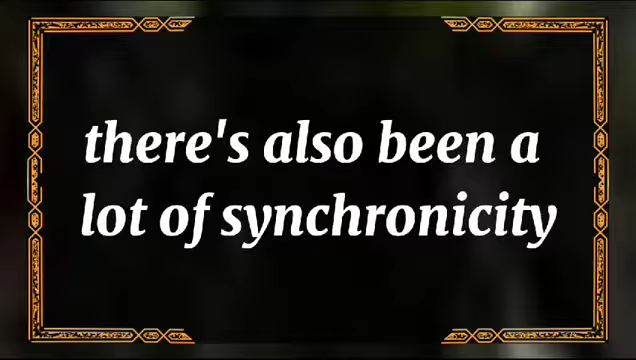 there's also been a
lot of synchronicity